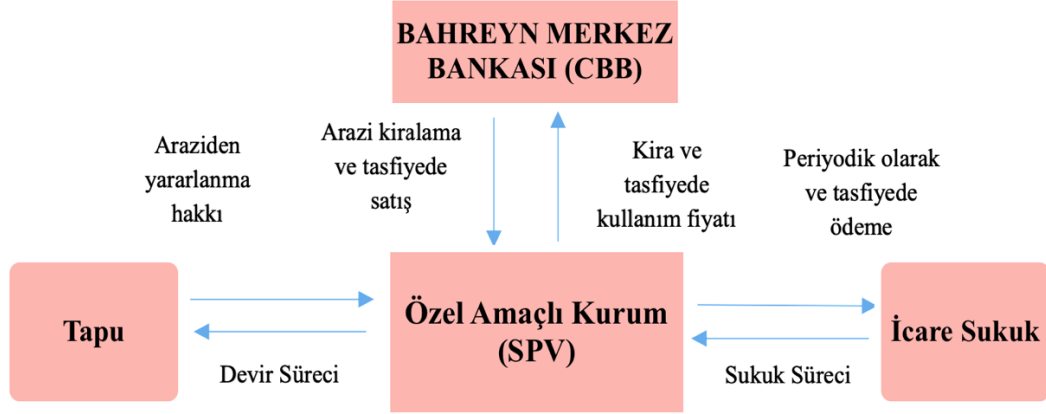 BAHREYN MERKEZ
BANKASI (CBB)
Araziden
yararlanma
hakkı
Arazi kiralama
ve tasfiyede
satış
Kira ve
tasfiyede
kullanım fiyatı
Periyodik olarak
ve tasfiyede
ödeme
Tapu
Özel Amaçlı Kurum
(SPV)
İcare Sukuk
Devir Süreci
Sukuk Süreci